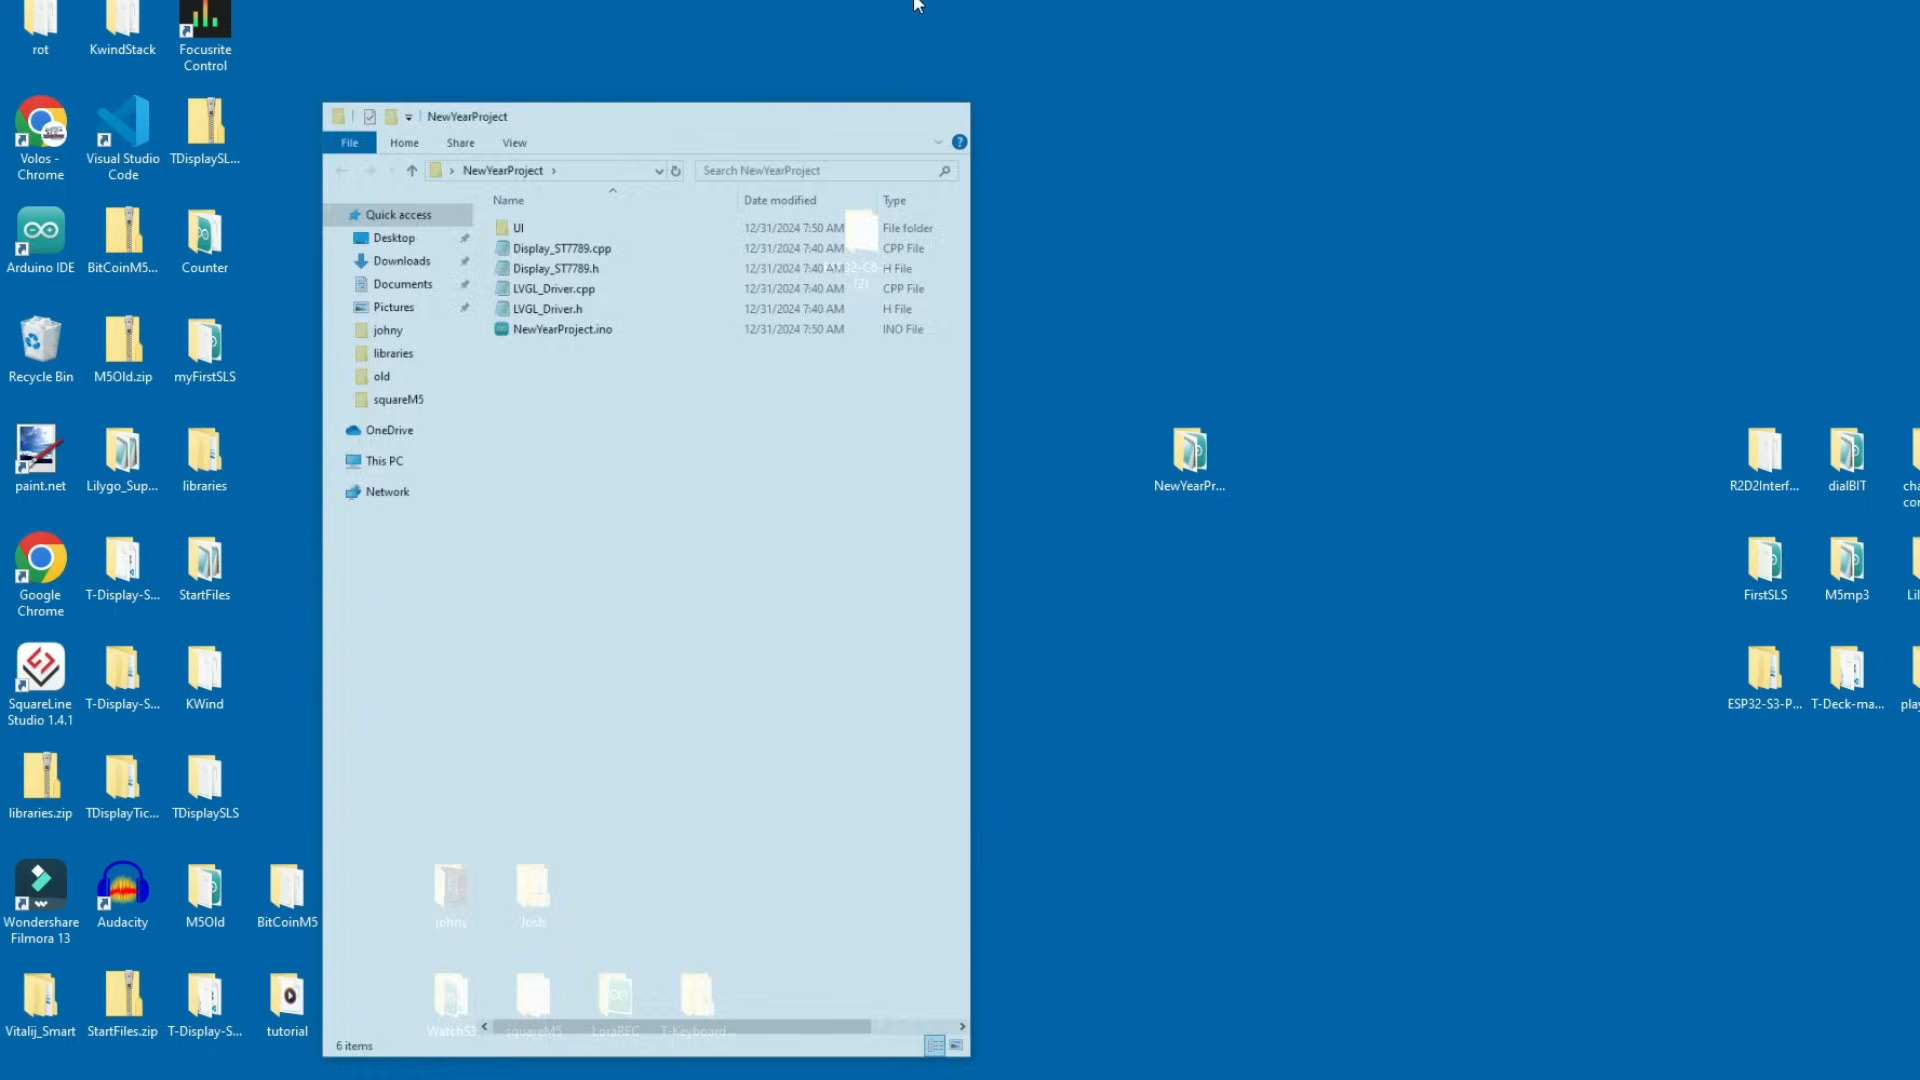 rot
KwindStack
Focusrite
Control
Volos -
Chrome
Visual Studio
Code
TDisplaySL...
Arduino IDE
BitCoinM5...
Counter
Recycle Bin
M5Old.zip
myFirstSLS
paint.net
Lilygo_Sup...
libraries
Google
Chrome
T-Display-S...
StartFiles
SquareLine
Studio 1.4.1
T-Display-S...
KWind
libraries.zip
TDisplayTic...
TDisplaySLS
Wondershare
Filmora 13
Audacity
M5Old
BitCoinM5
Vitalij_Smart
StartFiles.zip
T-Display-S...
tutorial
NewYearProject
File
Home
Share
View
NewYearProject
Search NewYearProject
Quick access
Desktop
Downloads
Documents
Pictures
johny
libraries
old
squareM5
OneDrive
This PC
Network
Name
Date modified
Type
UI
12/31/2024 7:50 AM
File folder
Display_ST7789.cpp
12/31/2024 7:40 AM
CPP File
Display_ST7789.h
12/31/2024 7:40 AM
H File
LVGL_Driver.cpp
12/31/2024 7:40 AM
CPP File
LVGL_Driver.h
12/31/2024 7:40 AM
H File
NewYearProject.ino
12/31/2024 7:50 AM
INO File
johny
Josh
WatchS3
squareM5
LoraREC
T-Keyboard...
6 items
NewYearPr...
R2D2Interf...
dialBIT
FirstSLS
M5mp3
ESP32-S3-P...
T-Deck-ma...